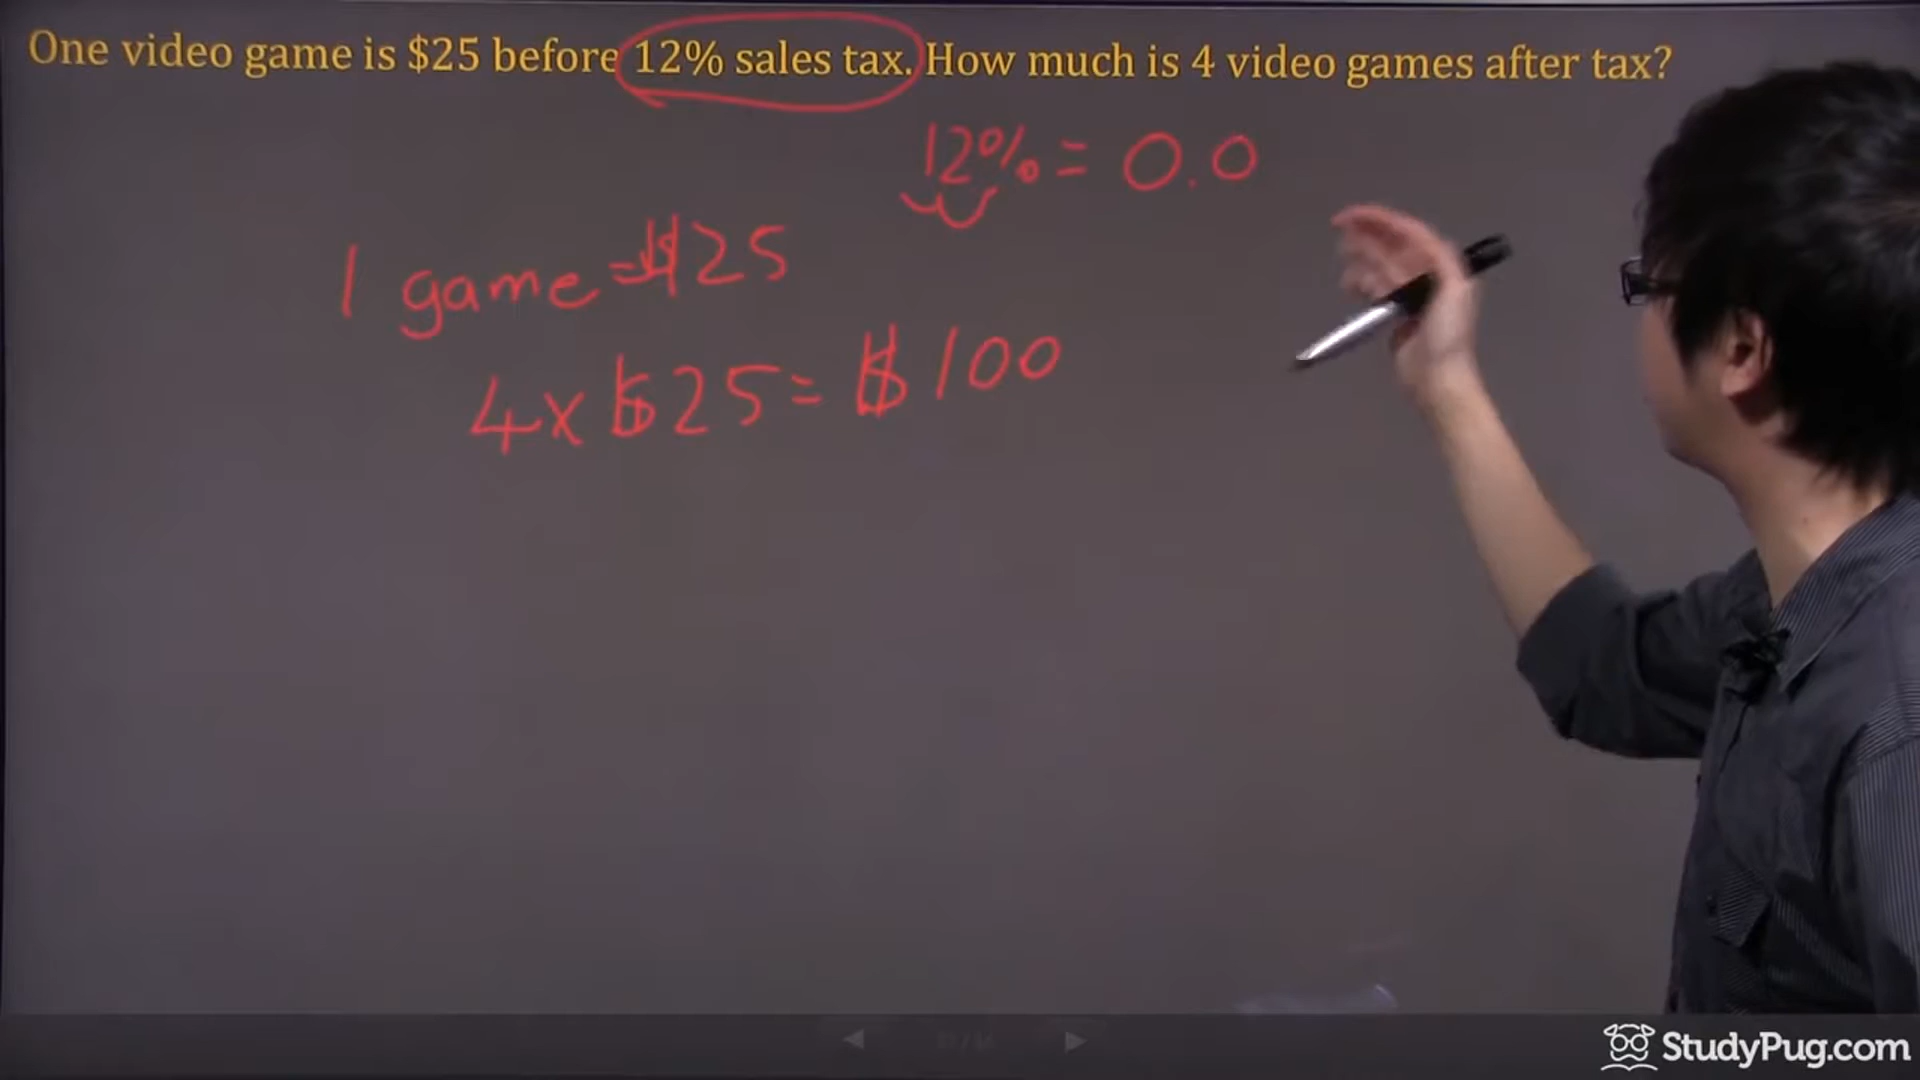 One video game is $25 before 12% sales tax. How much is 4 video games after tax?
12% = 0.0
1 game = $25
4 x $25 = $100
StudyPug.com